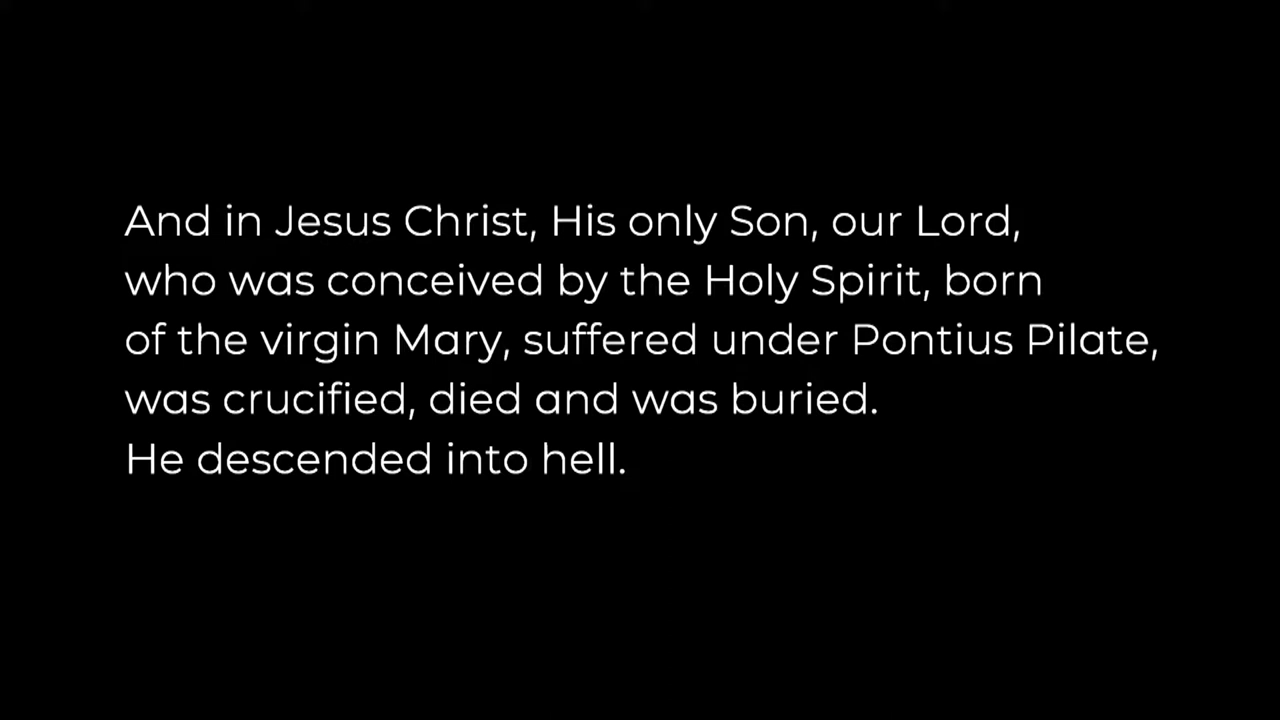 And in Jesus Christ, His only Son, our Lord,
who was conceived by the Holy Spirit, born
of the virgin Mary, suffered under Pontius Pilate,
was crucified, died and was buried.
He descended into hell.